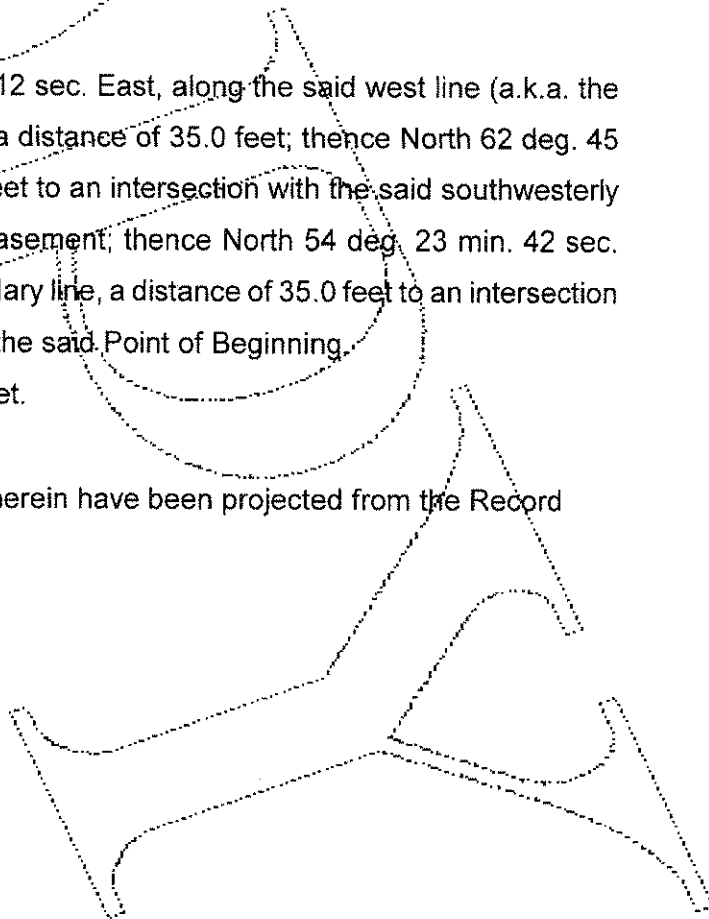 12 sec. East, along the said west line (a.k.a. the
a distance of 35.0 feet; thence North 62 deg. 45
eet to an intersection with the said southwesterly
asement; thence North 54 deg. 23 min. 42 sec.
dary line, a distance of 35.0 feet to an intersection
the said Point of Beginning.
et.
herein have been projected from the Record
Y